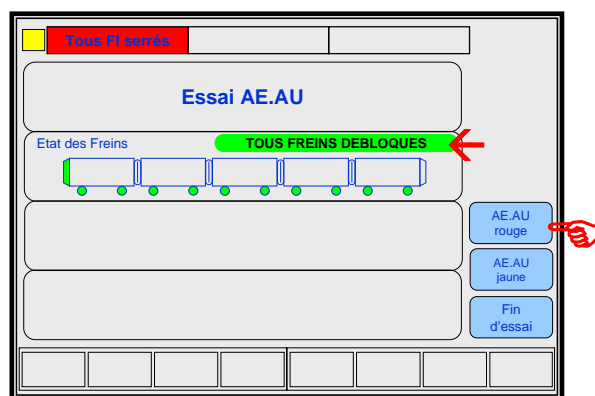 Tous FI serrés
Essai AE.AU
Etat des Freins
TOUS FREINS DEBLOQUES
AE.AU
rouge
AE.AU
jaune
Fin
d'essai